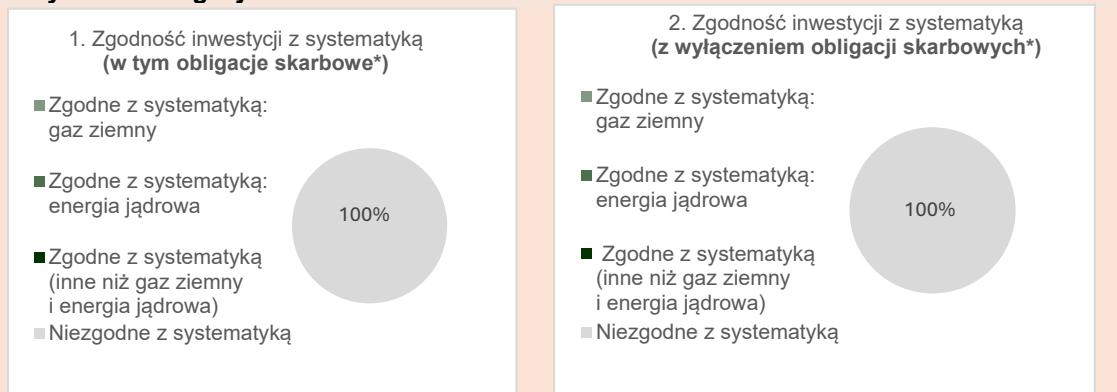 1. Zgodność inwestycji z systematyką
(w tym obligacje skarbowe*)
Zgodne z systematyką:
gaz ziemny
Zgodne z systematyką:
energia jądrowa
Zgodne z systematyką
(inne niż gaz ziemny
i energia jądrowa)
Niezgodne z systematyką
100%
2. Zgodność inwestycji z systematyką
(z wyłączeniem obligacji skarbowych*)
Zgodne z systematyką:
gaz ziemny
Zgodne z systematyką:
energia jądrowa
Zgodne z systematyką
(inne niż gaz ziemny
i energia jądrowa)
Niezgodne z systematyką
100%